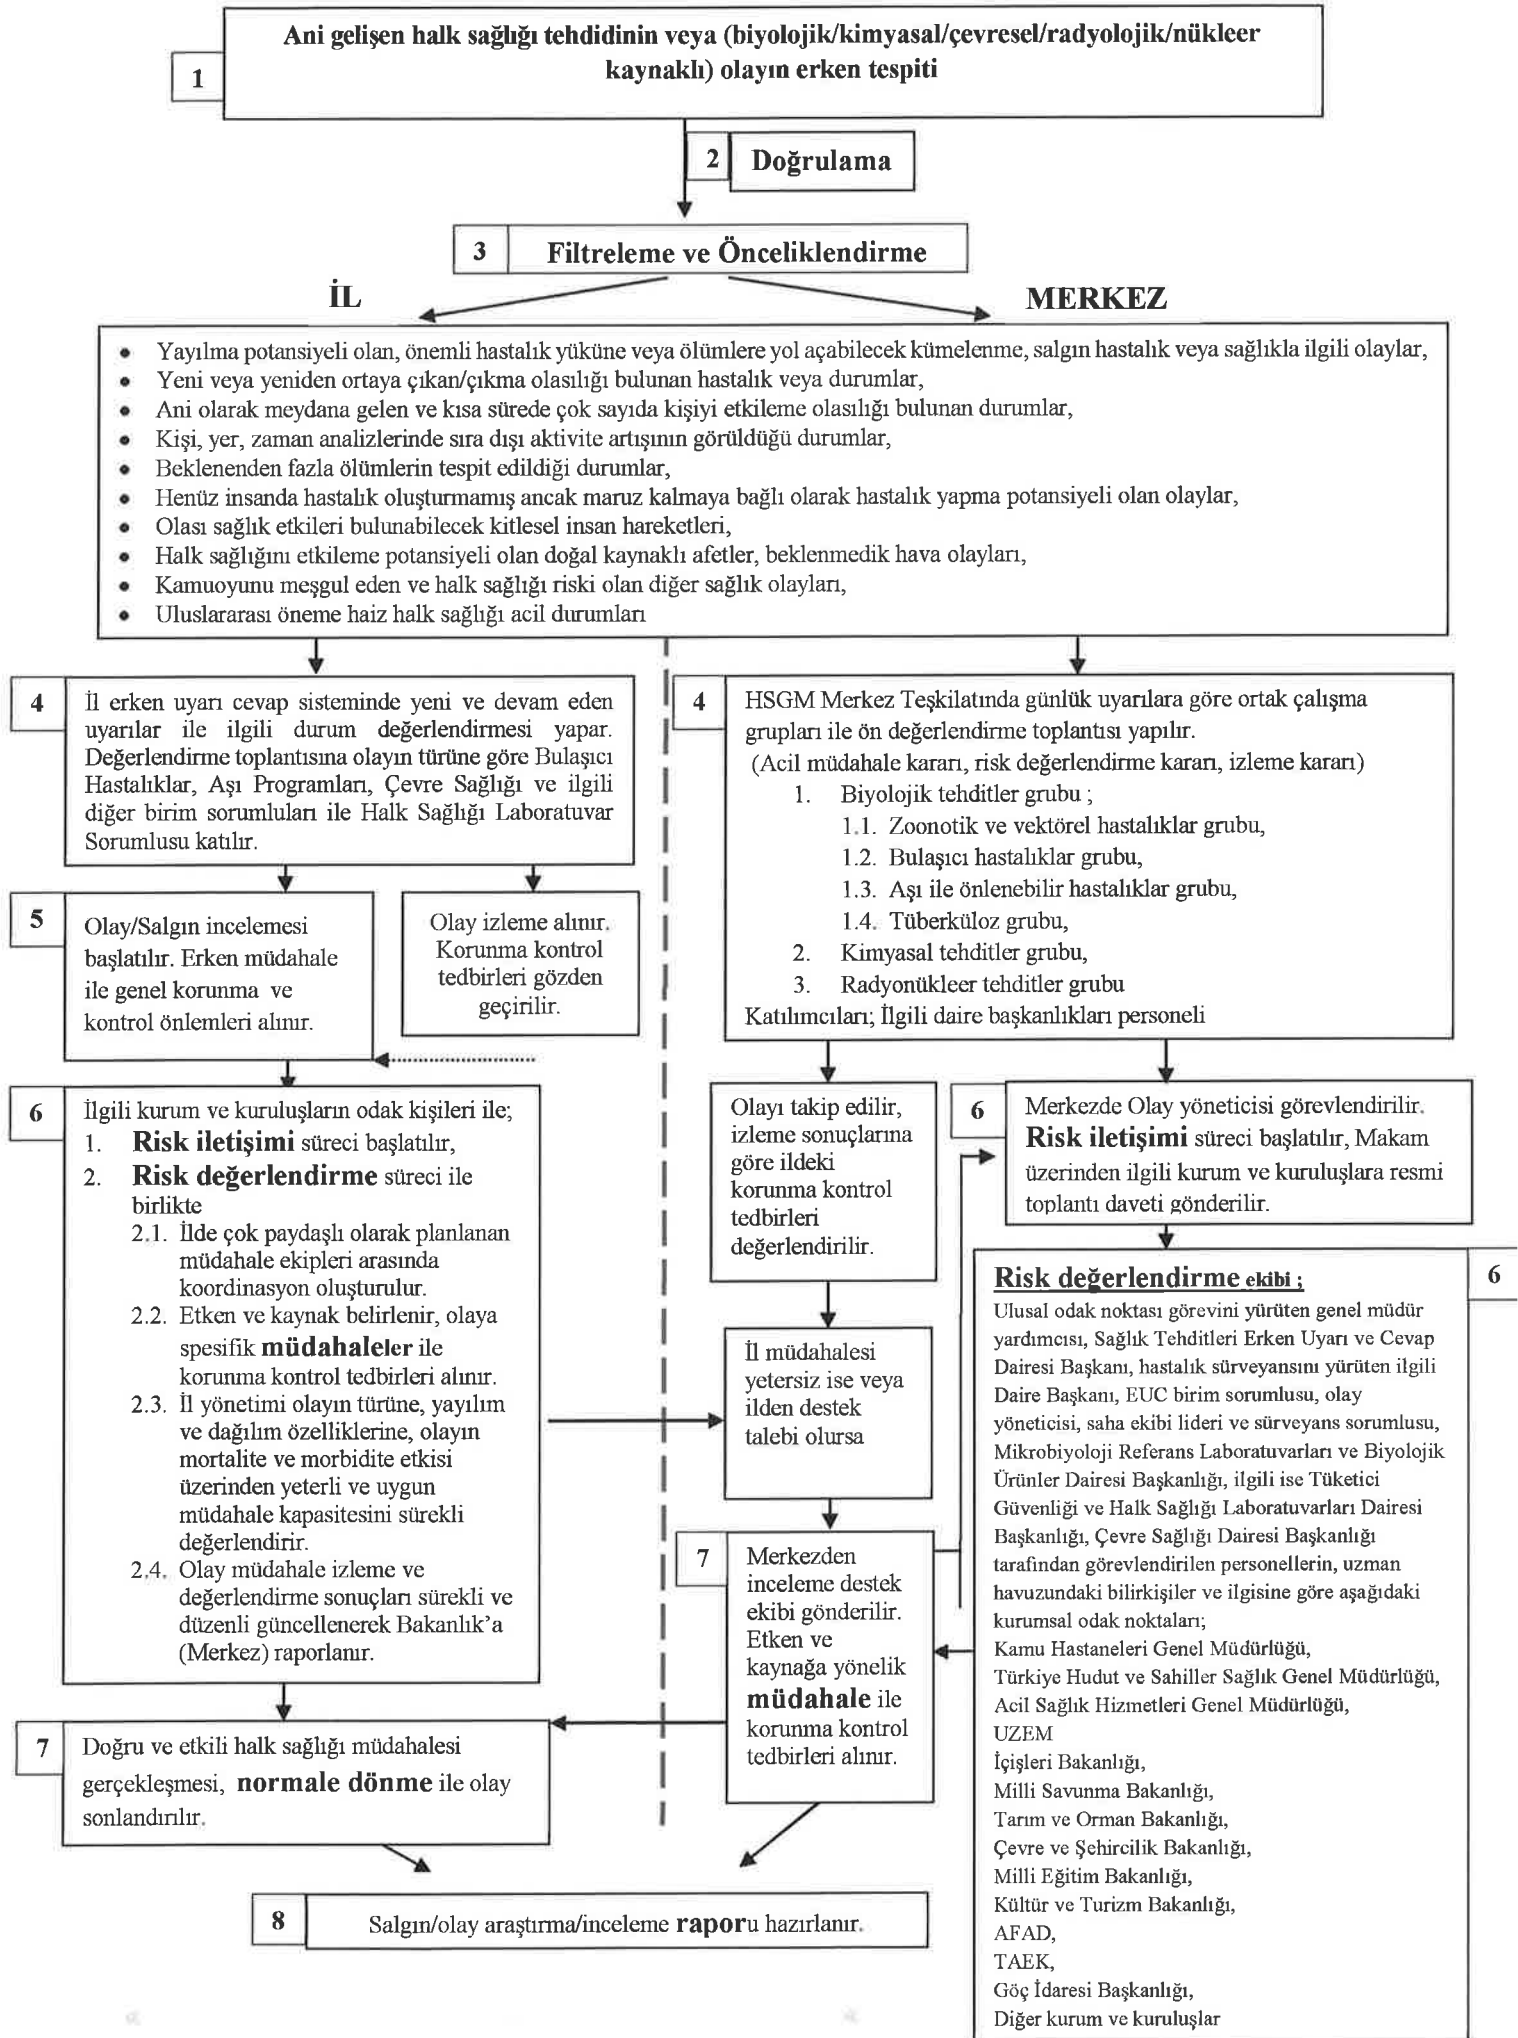 Ani gelişen halk sağlığı tehdidinin veya (biyolojik/kimyasal/çevresel/radyolojik/nükleer
kaynaklı) olayın erken tespiti
1
2
Doğrulama
3
Filtreleme ve Önceliklendirme
İL
MERKEZ
• Yayılma potansiyeli olan, önemli hastalık yüküne veya ölümlere yol açabilecek kümelenme, salgın hastalık veya sağlıkla ilgili olaylar,
• Yeni veya yeniden ortaya çıkan/çıkma olasılığı bulunan hastalık veya durumlar,
• Ani olarak meydana gelen ve kısa sürede çok sayıda kişiyi etkileme olasılığı bulunan durumlar,
• Kişi, yer, zaman analizlerinde sıra dışı aktivite artışının görüldüğü durumlar,
• Beklenenden fazla ölümlerin tespit edildiği durumlar,
• Henüz insanda hastalık oluşturmamış ancak maruz kalmaya bağlı olarak hastalık yapma potansiyeli olan olaylar,
• Olası sağlık etkileri bulunabilecek kitlesel insan hareketleri,
• Halk sağlığını etkileme potansiyeli olan doğal kaynaklı afetler, beklenmedik hava olayları,
• Kamuoyunu meşgul eden ve halk sağlığı riski olan diğer sağlık olayları,
• Uluslararası öneme haiz halk sağlığı acil durumları
4
İl erken uyarı cevap sisteminde yeni ve devam eden
uyarılar ile ilgili durum değerlendirmesi yapar.
Değerlendirme toplantısına olayın türüne göre Bulaşıcı
Hastalıklar, Aşı Programları, Çevre Sağlığı ve ilgili
diğer birim sorumluları ile Halk Sağlığı Laboratuvar
Sorumlusu katılır.
5
Olay/Salgın incelemesi
başlatılır. Erken müdahale
ile genel korunma ve
kontrol önlemleri alınır.
Olay izleme alınır.
Korunma kontrol
tedbirleri gözden
geçirilir.
6
İlgili kurum ve kuruluşların odak kişileri ile;
1. Risk iletişimi süreci başlatılır,
2. Risk değerlendirme süreci ile
birlikte
2.1. İlde çok paydaşlı olarak planlanan
müdahale ekipleri arasında
koordinasyon oluşturulur.
2.2. Etken ve kaynak belirlenir, olaya
spesifik müdahaleler ile
korunma kontrol tedbirleri alınır.
2.3. İl yönetimi olayın türüne, yayılım
ve dağılım özelliklerine, olayın
mortalite ve morbidite etkisi
üzerinden yeterli ve uygun
müdahale kapasitesini sürekli
değerlendirir.
2.4. Olay müdahale izleme ve
değerlendirme sonuçları sürekli ve
düzenli güncellenerek Bakanlık'a
(Merkez) raporlanır.
7
Doğru ve etkili halk sağlığı müdahalesi
gerçekleşmesi, normale dönme ile olay
sonlandırılır.
4
HSGM Merkez Teşkilatında günlük uyarılara göre ortak çalışma
grupları ile ön değerlendirme toplantısı yapılır.
(Acil müdahale kararı, risk değerlendirme kararı, izleme kararı)
1. Biyolojik tehditler grubu ;
1.1. Zoonotik ve vektörel hastalıklar grubu,
1.2. Bulaşıcı hastalıklar grubu,
1.3. Aşı ile önlenebilir hastalıklar grubu,
1.4. Tüberküloz grubu,
2. Kimyasal tehditler grubu,
3. Radyonükleer tehditler grubu
Katılımcıları; İlgili daire başkanlıkları personeli
Olayı takip edilir,
izleme sonuçlarına
göre ildeki
korunma kontrol
tedbirleri
değerlendirilir.
İl müdahalesi
yetersiz ise veya
ilden destek
talebi olursa
7
Merkezden
inceleme destek
ekibi gönderilir.
Etken ve
kaynağa yönelik
müdahale ile
korunma kontrol
tedbirleri alınır.
6
Merkezde Olay yöneticisi görevlendirilir.
Risk iletişimi süreci başlatılır, Makam
üzerinden ilgili kurum ve kuruluşlara resmi
toplantı daveti gönderilir.
6
Risk değerlendirme ekibi ;
Ulusal odak noktası görevini yürüten genel müdür
yardımcısı, Sağlık Tehditleri Erken Uyarı ve Cevap
Dairesi Başkanı, hastalık sürveyansını yürüten ilgili
Daire Başkanı, EUC birim sorumlusu, olay
yöneticisi, saha ekibi lideri ve sürveyans sorumlusu,
Mikrobiyoloji Referans Laboratuvarları ve Biyolojik
Ürünler Dairesi Başkanlığı, ilgili ise Tüketici
Güvenliği ve Halk Sağlığı Laboratuvarları Dairesi
Başkanlığı, Çevre Sağlığı Dairesi Başkanlığı
tarafından görevlendirilen personellerin, uzman
havuzundaki bilirkişiler ve ilgisine göre aşağıdaki
kurumsal odak noktaları;
Kamu Hastaneleri Genel Müdürlüğü,
Türkiye Hudut ve Sahiller Sağlık Genel Müdürlüğü,
Acil Sağlık Hizmetleri Genel Müdürlüğü,
UZEM
İçişleri Bakanlığı,
Milli Savunma Bakanlığı,
Tarım ve Orman Bakanlığı,
Çevre ve Şehircilik Bakanlığı,
Milli Eğitim Bakanlığı,
Kültür ve Turizm Bakanlığı,
AFAD,
TAEK,
Göç İdaresi Başkanlığı,
Diğer kurum ve kuruluşlar
8
Salgın/olay araştırma/inceleme raporu hazırlanır.